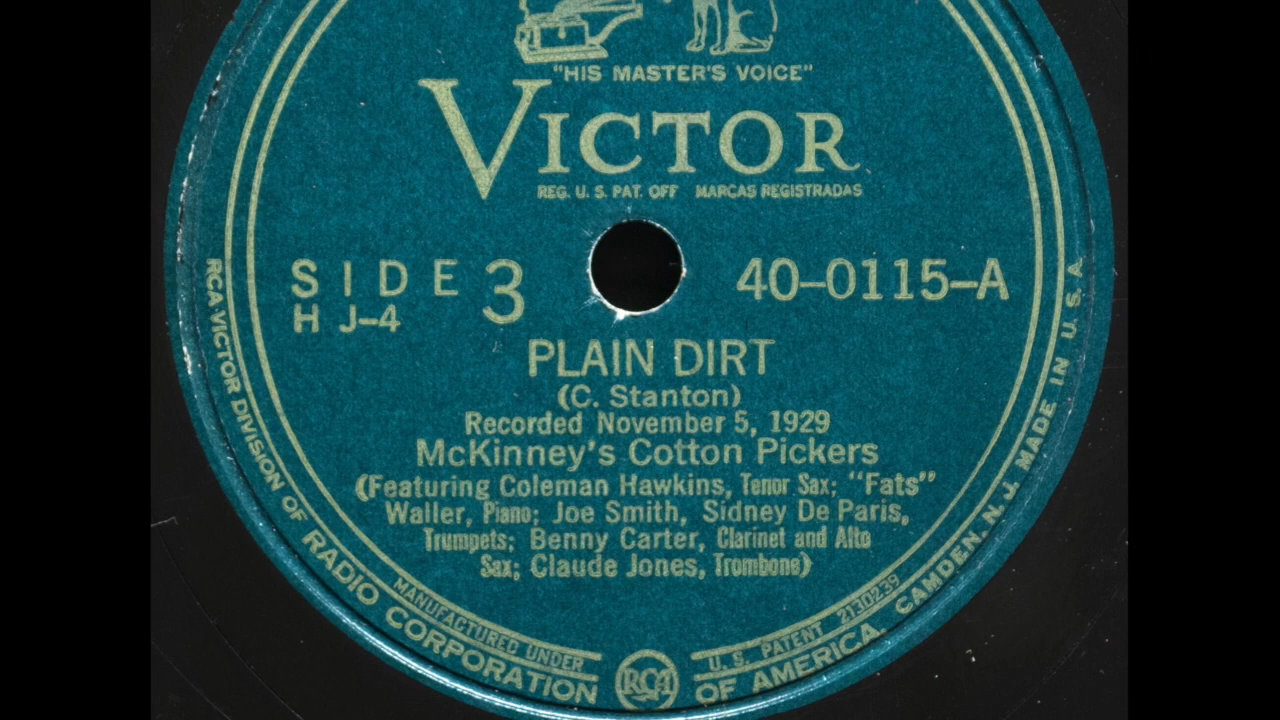 "HIS MASTER'S VOICE"
VICTOR
REG. U. S. PAT. OFF MARCAS REGISTRADAS
SIDE 3
40-0115-A
H J-4
PLAIN DIRT
(C. Stanton)
Recorded November 5, 1929
McKinney's Cotton Pickers
(Featuring Coleman Hawkins, Tenor Sax; "Fats"
Waller, Piano; Joe Smith, Sidney De Paris,
Trumpets; Benny Carter, Clarinet and Alto
Sax; Claude Jones, Trombone)
MANUFACTURED UNDER
U. S. PATENT 2130239
RCA VICTOR DIVISION OF RADIO CORPORATION OF AMERICA, CAMDEN, N. J. MADE IN U. S. A.
RCA